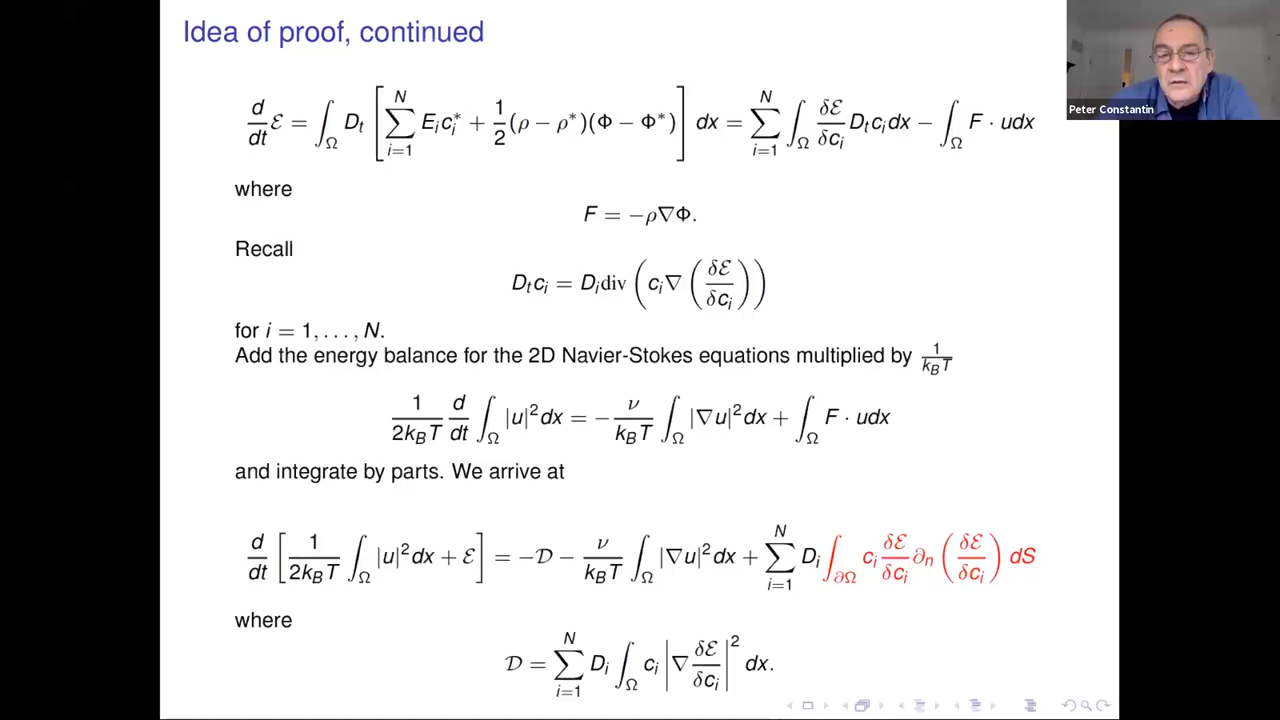 Idea of proof, continued
Peter Constantin
d/dt ℰ = ∫_Ω D_t [ ∑_{i=1}^{N} E_i c_i^* + 1/2 (ρ − ρ^*)(Φ − Φ^*) ] dx = ∑_{i=1}^{N} ∫_Ω δℰ/δc_i D_t c_i dx − ∫_Ω F · udx
where
F = −ρ∇Φ.
Recall
D_t c_i = D_i div ( c_i ∇ ( δℰ/δc_i ) )
for i = 1, . . . , N.
Add the energy balance for the 2D Navier-Stokes equations multiplied by 1/k_B T
1/2k_B T d/dt ∫_Ω |u|² dx = − ν/k_B T ∫_Ω |∇u|² dx + ∫_Ω F · udx
and integrate by parts. We arrive at
d/dt [ 1/2k_B T ∫_Ω |u|² dx + ℰ ] = −𝒟 − ν/k_B T ∫_Ω |∇u|² dx + ∑_{i=1}^{N} D_i ∫_{∂Ω} c_i δℰ/δc_i ∂_n ( δℰ/δc_i ) dS
where
𝒟 = ∑_{i=1}^{N} D_i ∫_Ω c_i |∇ δℰ/δc_i|² dx.